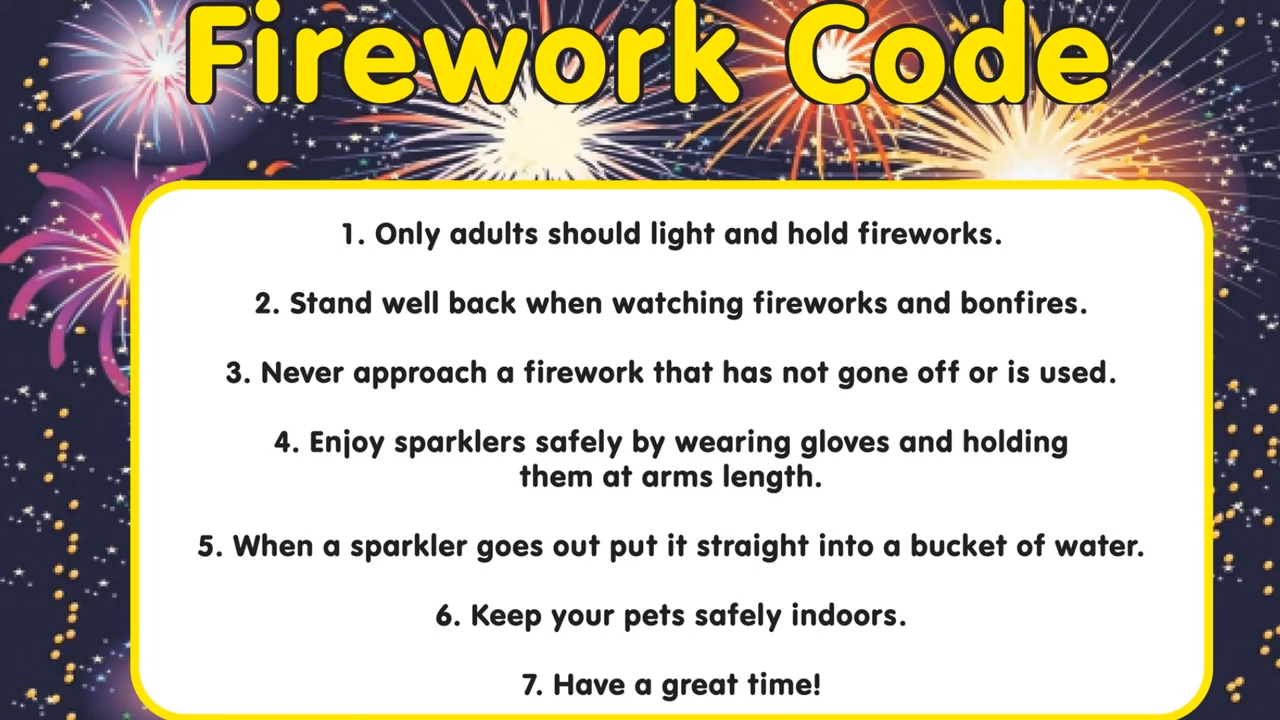 Firework Code
1. Only adults should light and hold fireworks.
2. Stand well back when watching fireworks and bonfires.
3. Never approach a firework that has not gone off or is used.
4. Enjoy sparklers safely by wearing gloves and holding
them at arms length.
5. When a sparkler goes out put it straight into a bucket of water.
6. Keep your pets safely indoors.
7. Have a great time!